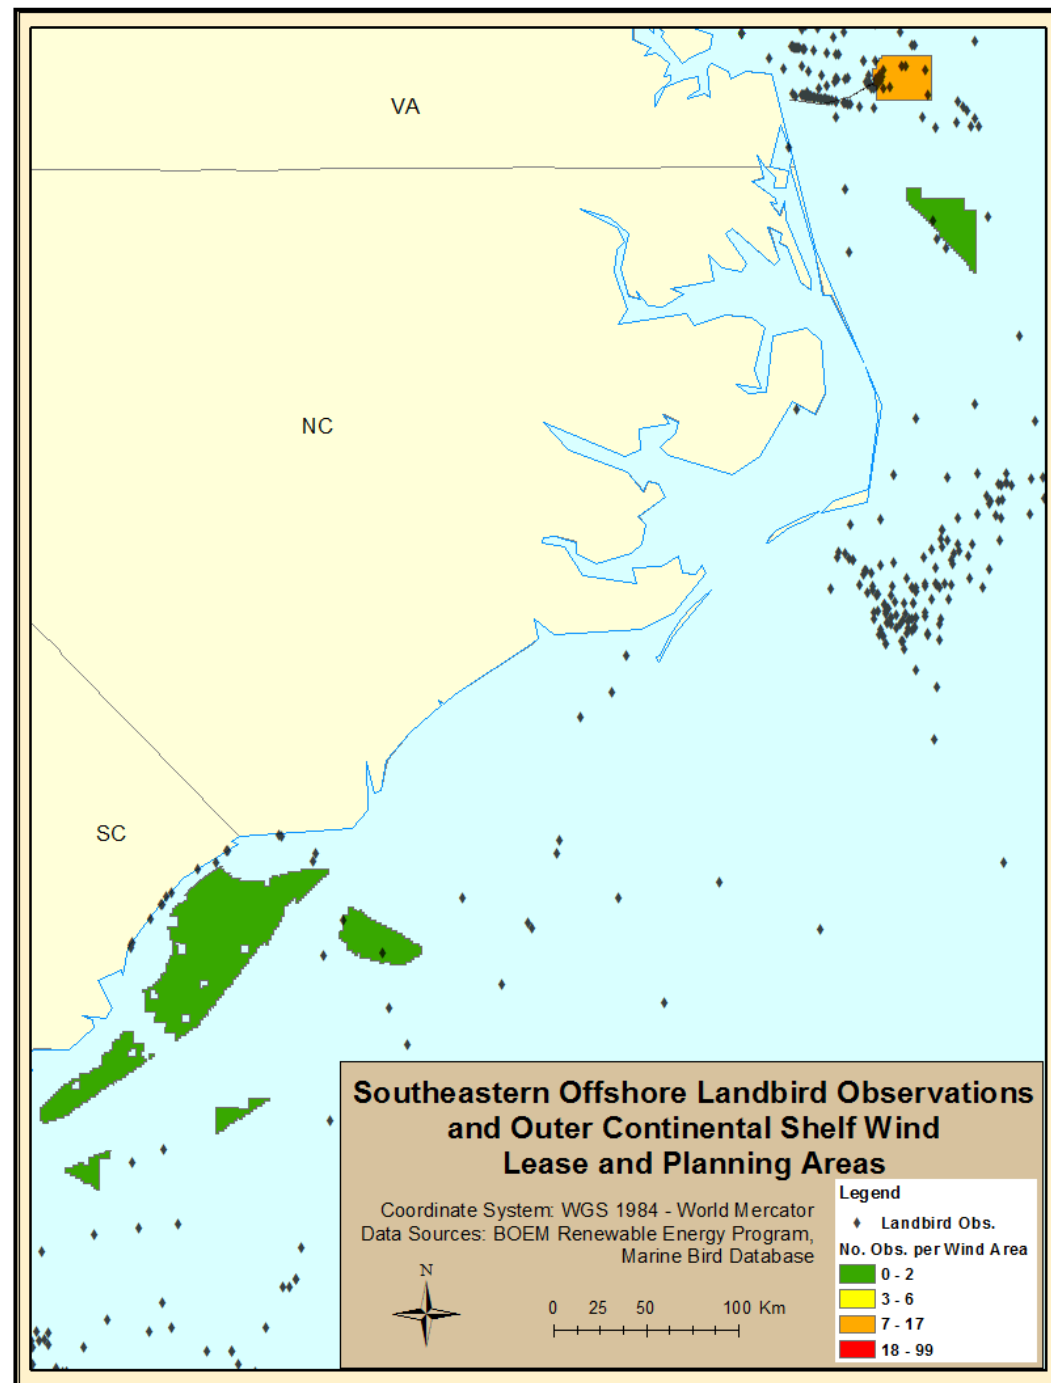 VA
NC
SC
Southeastern Offshore Landbird Observations
and Outer Continental Shelf Wind
Lease and Planning Areas
Coordinate System: WGS 1984 - World Mercator
Data Sources: BOEM Renewable Energy Program,
Marine Bird Database
N
0 25 50 100 Km
Legend
Landbird Obs.
No. Obs. per Wind Area
0 - 2
3 - 6
7 - 17
18 - 99